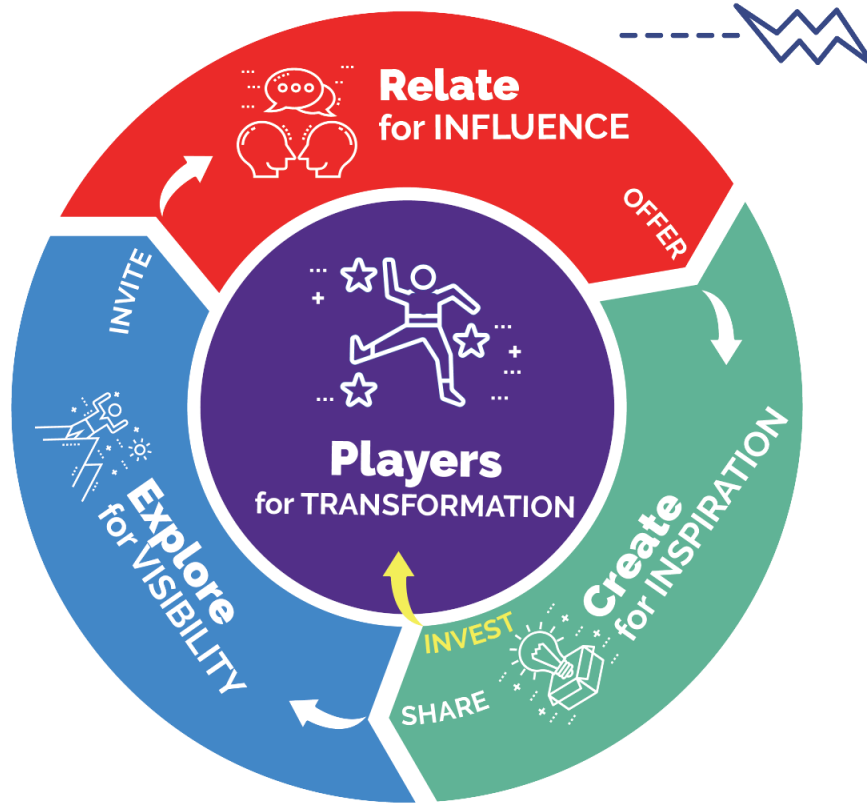 Relate
for INFLUENCE
OFFER
INVITE
Players
for TRANSFORMATION
Explore
for VISIBILITY
Create
for INSPIRATION
INVEST
SHARE